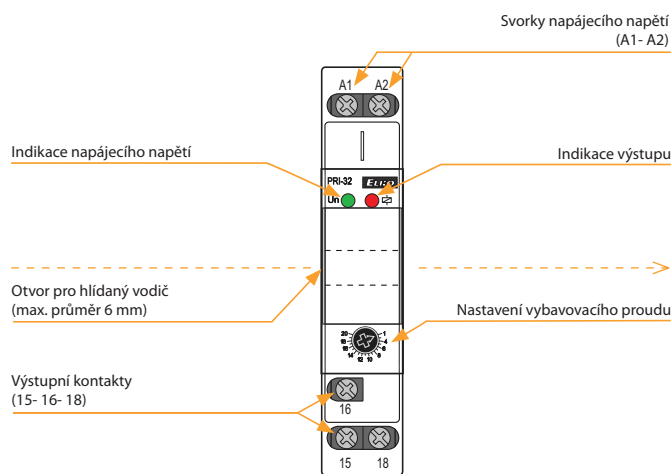 Svorky napájecího napětí
(A1- A2)
A1 A2
Indikace napájecího napětí
Indikace výstupu
PRI-32 ELKO
Un
Otvor pro hlídaný vodič
(max. průměr 6 mm)
Nastavení vybavovacího proudu
20 1
18 4
16 6
14 12 10 8
Výstupní kontakty
(15- 16- 18)
16
15 18